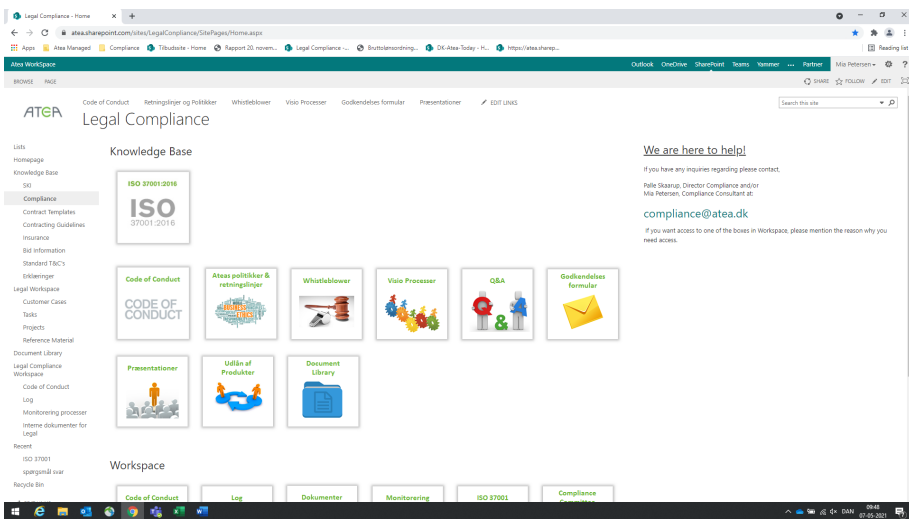 Legal Compliance - Home
atea.sharepoint.com/sites/LegalCompliance/SitePages/Home.aspx
Apps Atea Managed Compliance Tilbudssite - Home Rapport 20. novem... Legal Compliance -... Bruttolønsordning... DK-Atea-Today - H... https://atea.sharep... Reading list
Atea WorkSpace Outlook OneDrive SharePoint Teams Yammer ... Partner Mia Petersen
BROWSE PAGE SHARE FOLLOW EDIT
Code of Conduct Retningslinjer og Politikker Whistleblower Visio Processer Godkendelses formular Præsentationer EDIT LINKS
Search this site
ATEA
Legal Compliance
Lists
Homepage
Knowledge Base
SKI
Compliance
Contract Templates
Contracting Guidelines
Insurance
Bid Information
Standard T&C's
Erklæringer
Legal Workspace
Customer Cases
Tasks
Projects
Reference Material
Document Library
Legal Compliance
Workspace
Code of Conduct
Log
Monitorering processer
Interne dokumenter for
Legal
Recent
ISO 37001
spørgsmål svar
Recycle Bin
Knowledge Base
ISO 37001:2016
ISO
37001:2016
Code of Conduct
CODE OF
CONDUCT
Ateas politikker &
retningslinjer
BUSINESS
ETHICS
Whistleblower
Visio Processer
Q&A
Q & A
Godkendelses
formular
Præsentationer
Udlån af
Produkter
Document
Library
Workspace
Code of Conduct
Log
Dokumenter
Monitorering
ISO 37001
Compliance
We are here to help!
If you have any inquiries regarding please contact.
Palle Skaarup, Director Compliance and/or
Mia Petersen, Compliance Consultant at:
compliance@atea.dk
If you want access to one of the boxes in Workspace, please mention the reason why you
need access.
DAN
09:48
07-05-2021